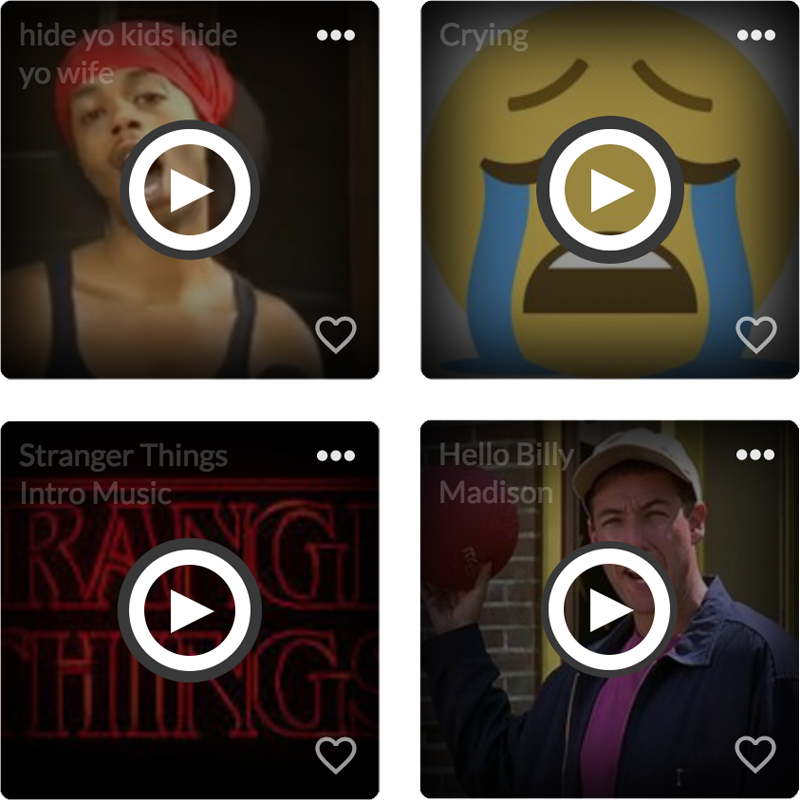 hide yo kids hide
yo wife
Crying
Stranger Things
Intro Music
RANGE
THINGS
Hello Billy
Madison